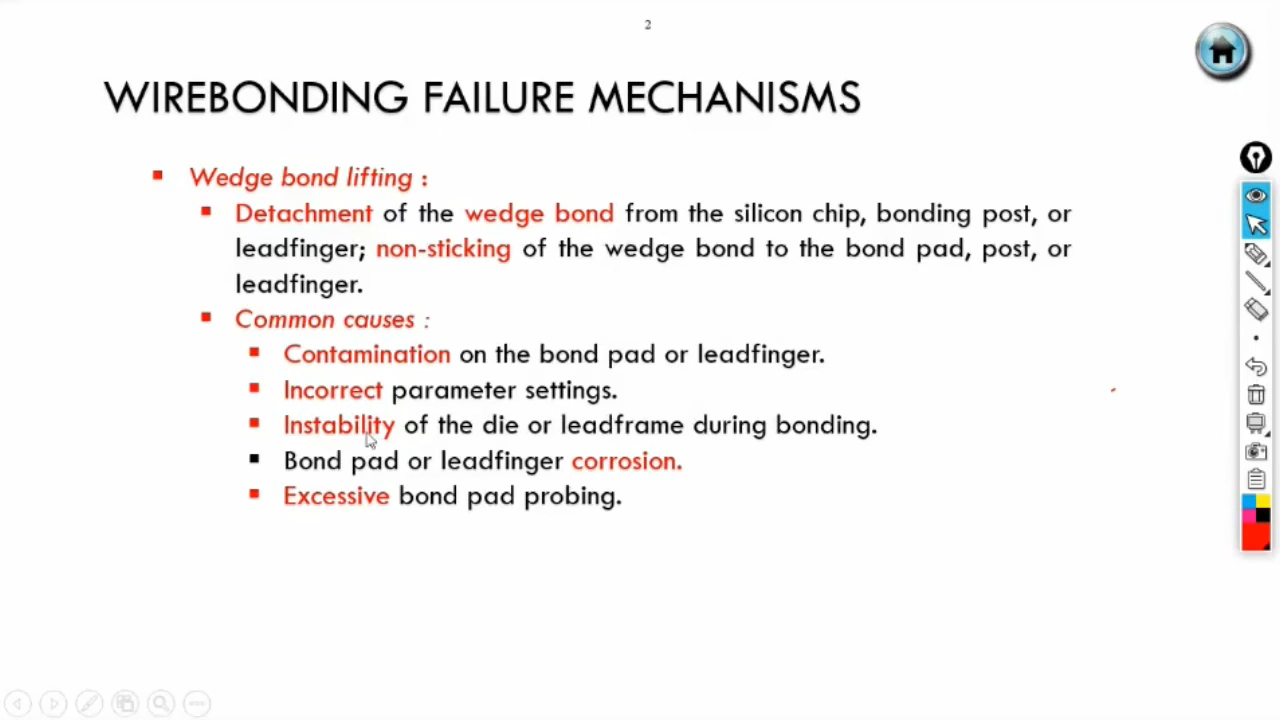 2
WIREBONDING FAILURE MECHANISMS
Wedge bond lifting :
Detachment of the wedge bond from the silicon chip, bonding post, or
leadfinger; non-sticking of the wedge bond to the bond pad, post, or
leadfinger.
Common causes :
Contamination on the bond pad or leadfinger.
Incorrect parameter settings.
Instability of the die or leadframe during bonding.
Bond pad or leadfinger corrosion.
Excessive bond pad probing.